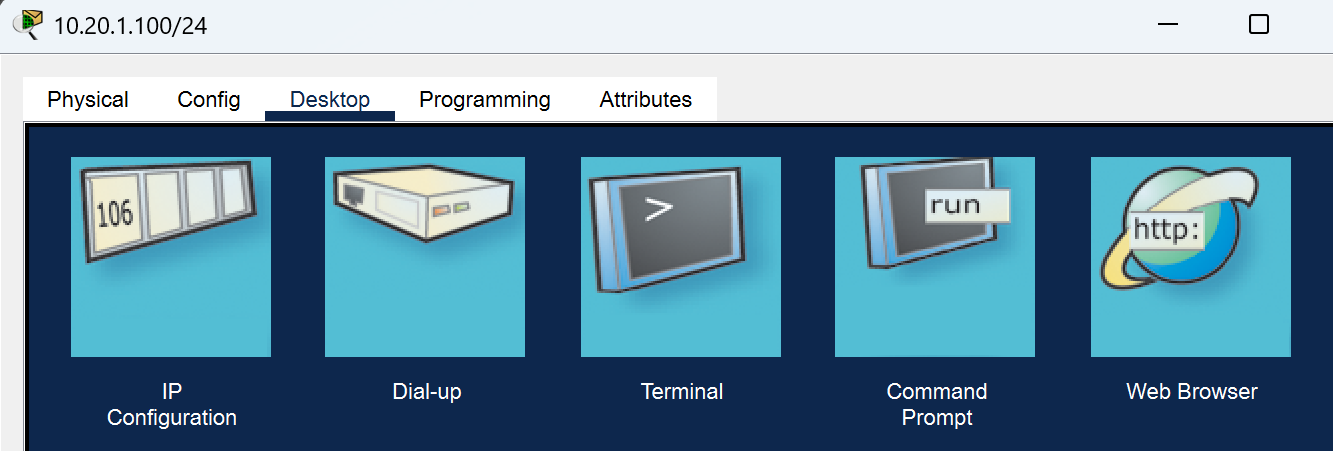 10.20.1.100/24
Physical Config Desktop Programming Attributes
106
>
run
http:
IP
Configuration
Dial-up
Terminal
Command
Prompt
Web Browser